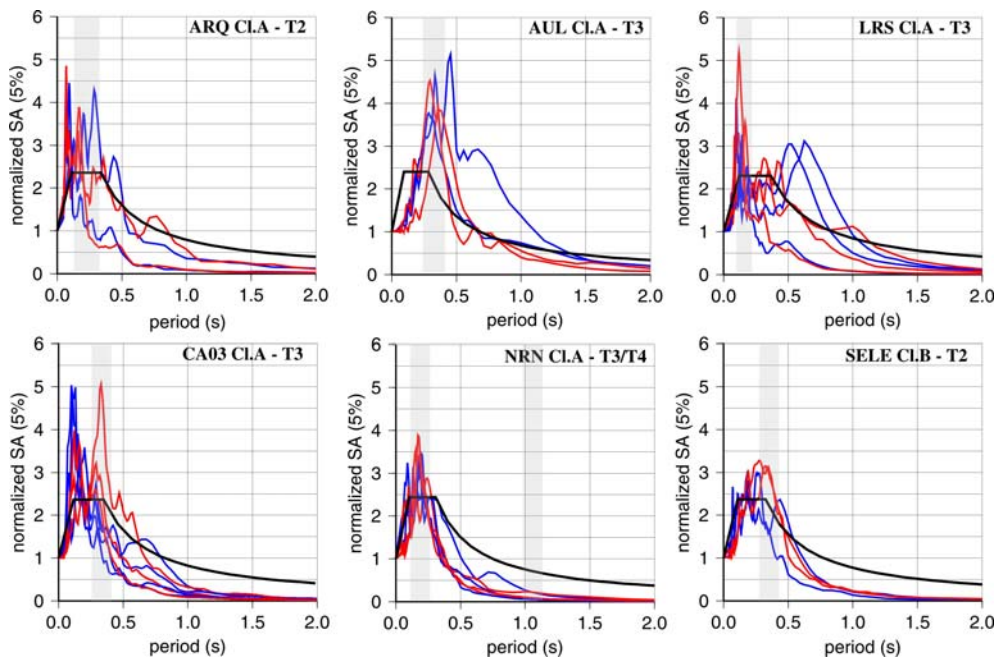 ARQ Cl.A - T2
normalized SA (5%)
6
5
4
3
2
1
0
0.0 0.5 1.0 1.5 2.0
period (s)
AUL Cl.A - T3
normalized SA (5%)
6
5
4
3
2
1
0
0.0 0.5 1.0 1.5 2.0
period (s)
LRS Cl.A - T3
normalized SA (5%)
6
5
4
3
2
1
0
0.0 0.5 1.0 1.5 2.0
period (s)
CA03 Cl.A - T3
normalized SA (5%)
6
5
4
3
2
1
0
0.0 0.5 1.0 1.5 2.0
period (s)
NRN Cl.A - T3/T4
normalized SA (5%)
6
5
4
3
2
1
0
0.0 0.5 1.0 1.5 2.0
period (s)
SELE Cl.B - T2
normalized SA (5%)
6
5
4
3
2
1
0
0.0 0.5 1.0 1.5 2.0
period (s)